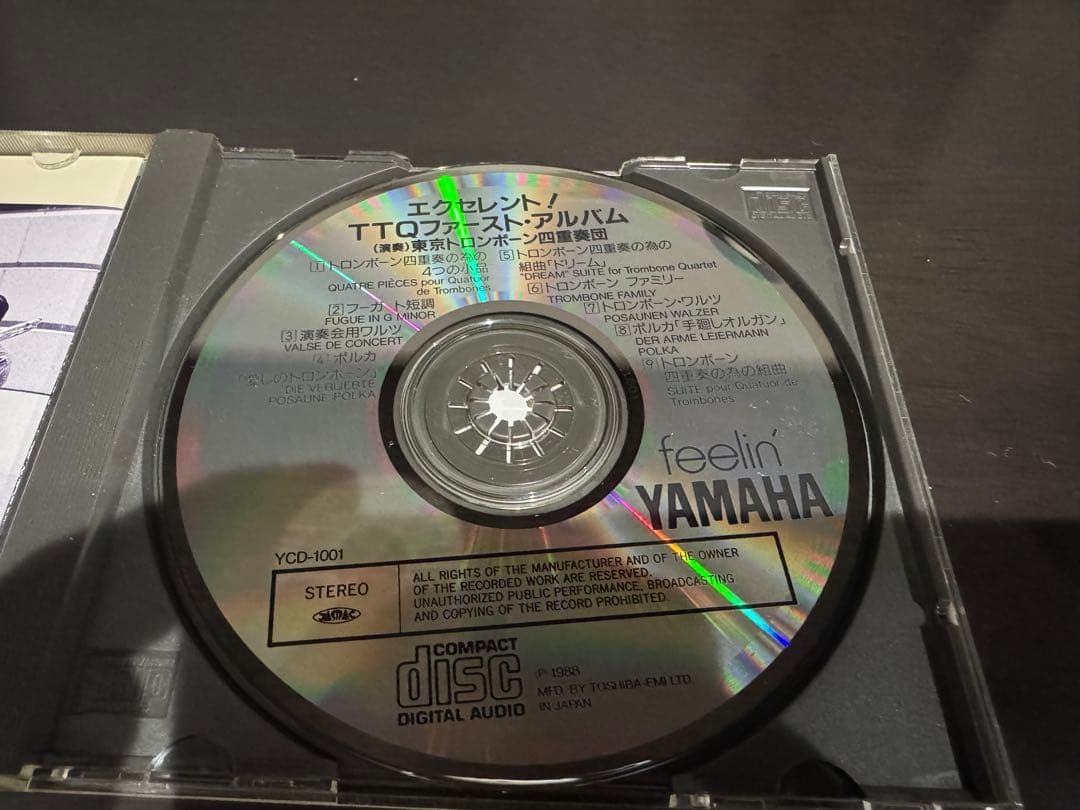 エクセレント!
TTQファースト・アルバム
(演奏)東京トロンボーン四重奏団
1 トロンボーン四重奏の為の
4つの小品
QUATRE PIÈCES pour Quatuor
de Trombones
2 フーガ ト短調
FUGUE IN G MINOR
3 演奏会用ワルツ
VALSE DE CONCERT
4 ポルカ
「愛しのトロンボーン」
DIE VERLIEBTE
POSAUNE POLKA
5 トロンボーン四重奏の為の
組曲「ドリーム」
"DREAM" SUITE for Trombone Quartet
6 トロンボーン ファミリー
TROMBONE FAMILY
7 トロンボーン・ワルツ
POSAUNEN WALZER
8 ポルカ「手廻しオルガン」
DER ARME LEIERMANN
POLKA
9 トロンボーン
四重奏の為の組曲
SUITE pour Quatuor de
Trombones
feelin'
YAMAHA
YCD-1001
STEREO
JASRAC
ALL RIGHTS OF THE MANUFACTURER AND OF THE OWNER
OF THE RECORDED WORK ARE RESERVED.
UNAUTHORIZED PUBLIC PERFORMANCE, BROADCASTING
AND COPYING OF THE RECORD PROHIBITED.
COMPACT
disc
DIGITAL AUDIO
℗ 1988
MFD. BY TOSHIBA-EMI LTD.
IN JAPAN